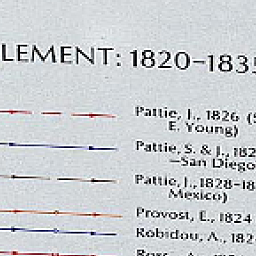 LEMENT: 1820–1835
Pattie, J., 1826 (S
E. Young)
Pattie, S. & J., 182
–San Diego
Pattie, J., 1828–18
Mexico)
Provost, E., 1824
Robidou, A., 182